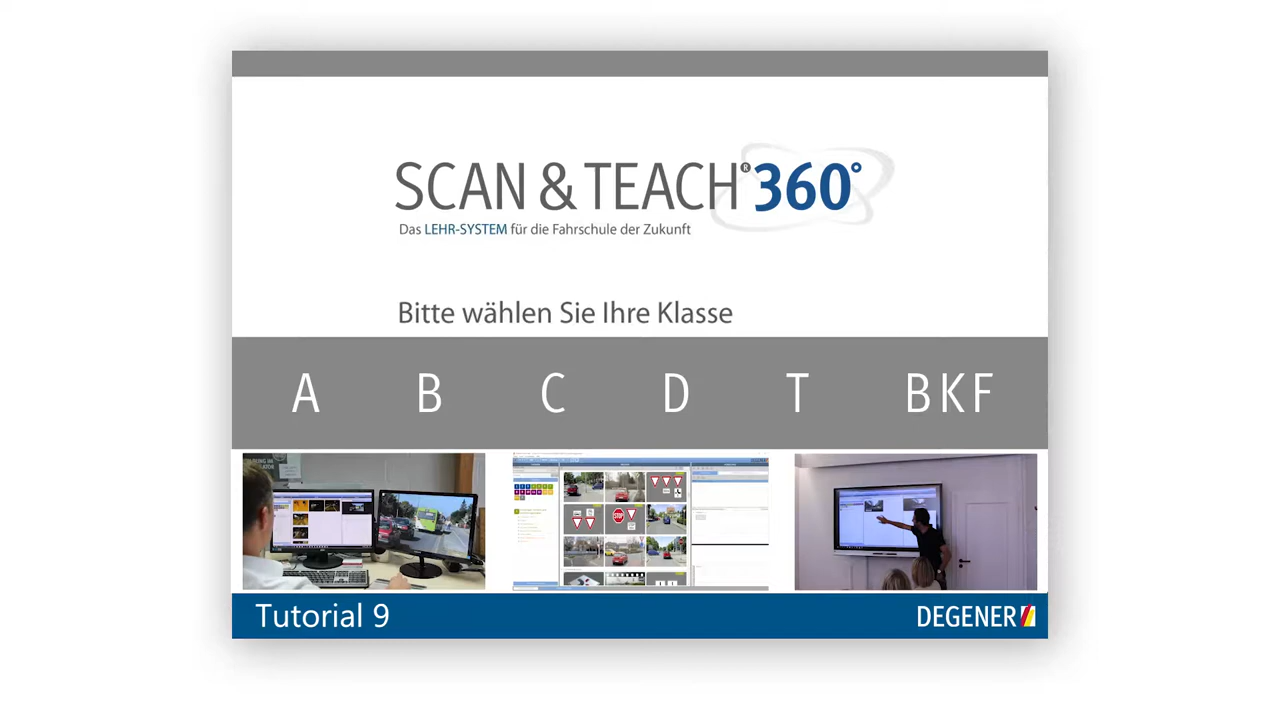 SCAN & TEACH® 360°
Das LEHR-SYSTEM für die Fahrschule der Zukunft
Bitte wählen Sie Ihre Klasse
A B C D T BKF
STOP
Tutorial 9
DEGENER